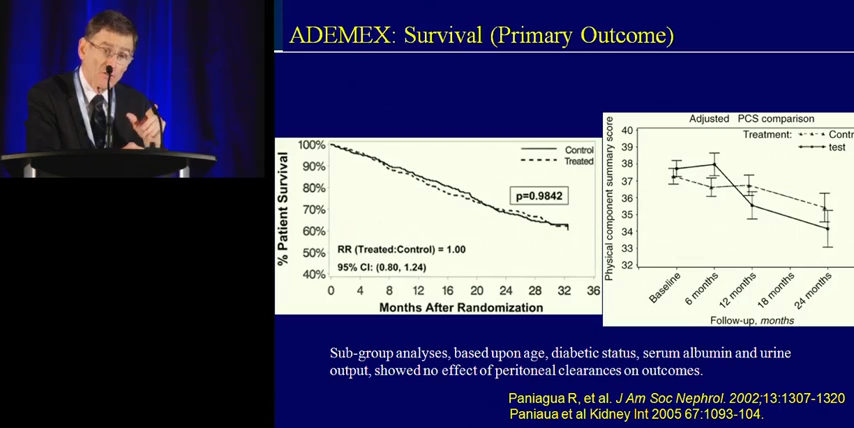 ADEMEX: Survival (Primary Outcome)
% Patient Survival
100%
90%
80%
70%
60%
50%
40%
Control
Treated
p=0.9842
RR (Treated:Control) = 1.00
95% CI: (0.80, 1.24)
0 4 8 12 16 20 24 28 32 36
Months After Randomization
Adjusted PCS comparison
Treatment: Contr
test
Physical component summary score
40
39
38
37
36
35
34
33
32
Baseline
6 months
12 months
18 months
24 months
Follow-up, months
Sub-group analyses, based upon age, diabetic status, serum albumin and urine
output, showed no effect of peritoneal clearances on outcomes.
Paniagua R, et al. J Am Soc Nephrol. 2002;13:1307-1320
Paniaua et al Kidney Int 2005 67:1093-104.